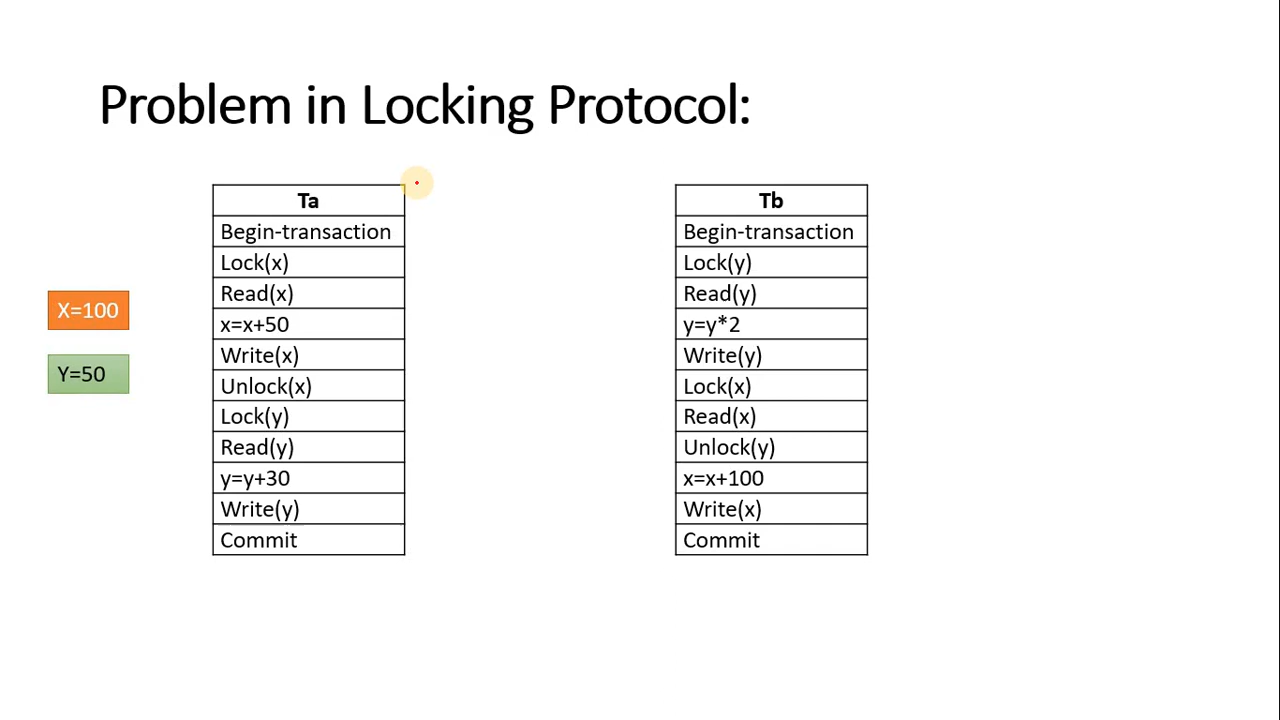 Problem in Locking Protocol:
X=100
Y=50
Ta
Begin-transaction
Lock(x)
Read(x)
x=x+50
Write(x)
Unlock(x)
Lock(y)
Read(y)
y=y+30
Write(y)
Commit
Tb
Begin-transaction
Lock(y)
Read(y)
y=y*2
Write(y)
Lock(x)
Read(x)
Unlock(y)
x=x+100
Write(x)
Commit